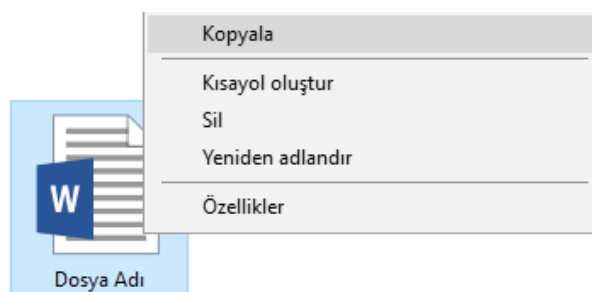 Kopyala
Kısayol oluştur
Sil
Yeniden adlandır
Özellikler
W
Dosya Adı